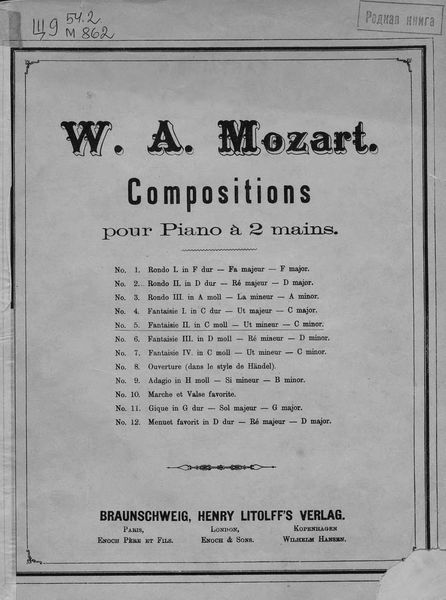 Щ9 54.2
М 862
Родная книга
W. A. Mozart.
Compositions
pour Piano à 2 mains.
No. 1. Rondo I. in F dur — Fa majeur — F major.
No. 2. Rondo II. in D dur — Ré majeur — D major.
No. 3. Rondo III. in A moll — La mineur — A minor.
No. 4. Fantaisie I. in C dur — Ut majeur — C major.
No. 5. Fantaisie II. in C moll — Ut mineur — C minor.
No. 6. Fantaisie III. in D moll — Ré mineur — D minor.
No. 7. Fantaisie IV. in C moll — Ut mineur — C minor.
No. 8. Ouverture (dans le style de Händel).
No. 9. Adagio in H moll — Si mineur — B minor.
No. 10. Marche et Valse favorite.
No. 11. Gique in G dur — Sol majeur — G major.
No. 12. Menuet favorit in D dur — Ré majeur — D major.
BRAUNSCHWEIG, HENRY LITOLFF'S VERLAG.
Paris, London, Kopenhagen
Enoch Père et Fils. Enoch & Sons. Wilhelm Hansen.